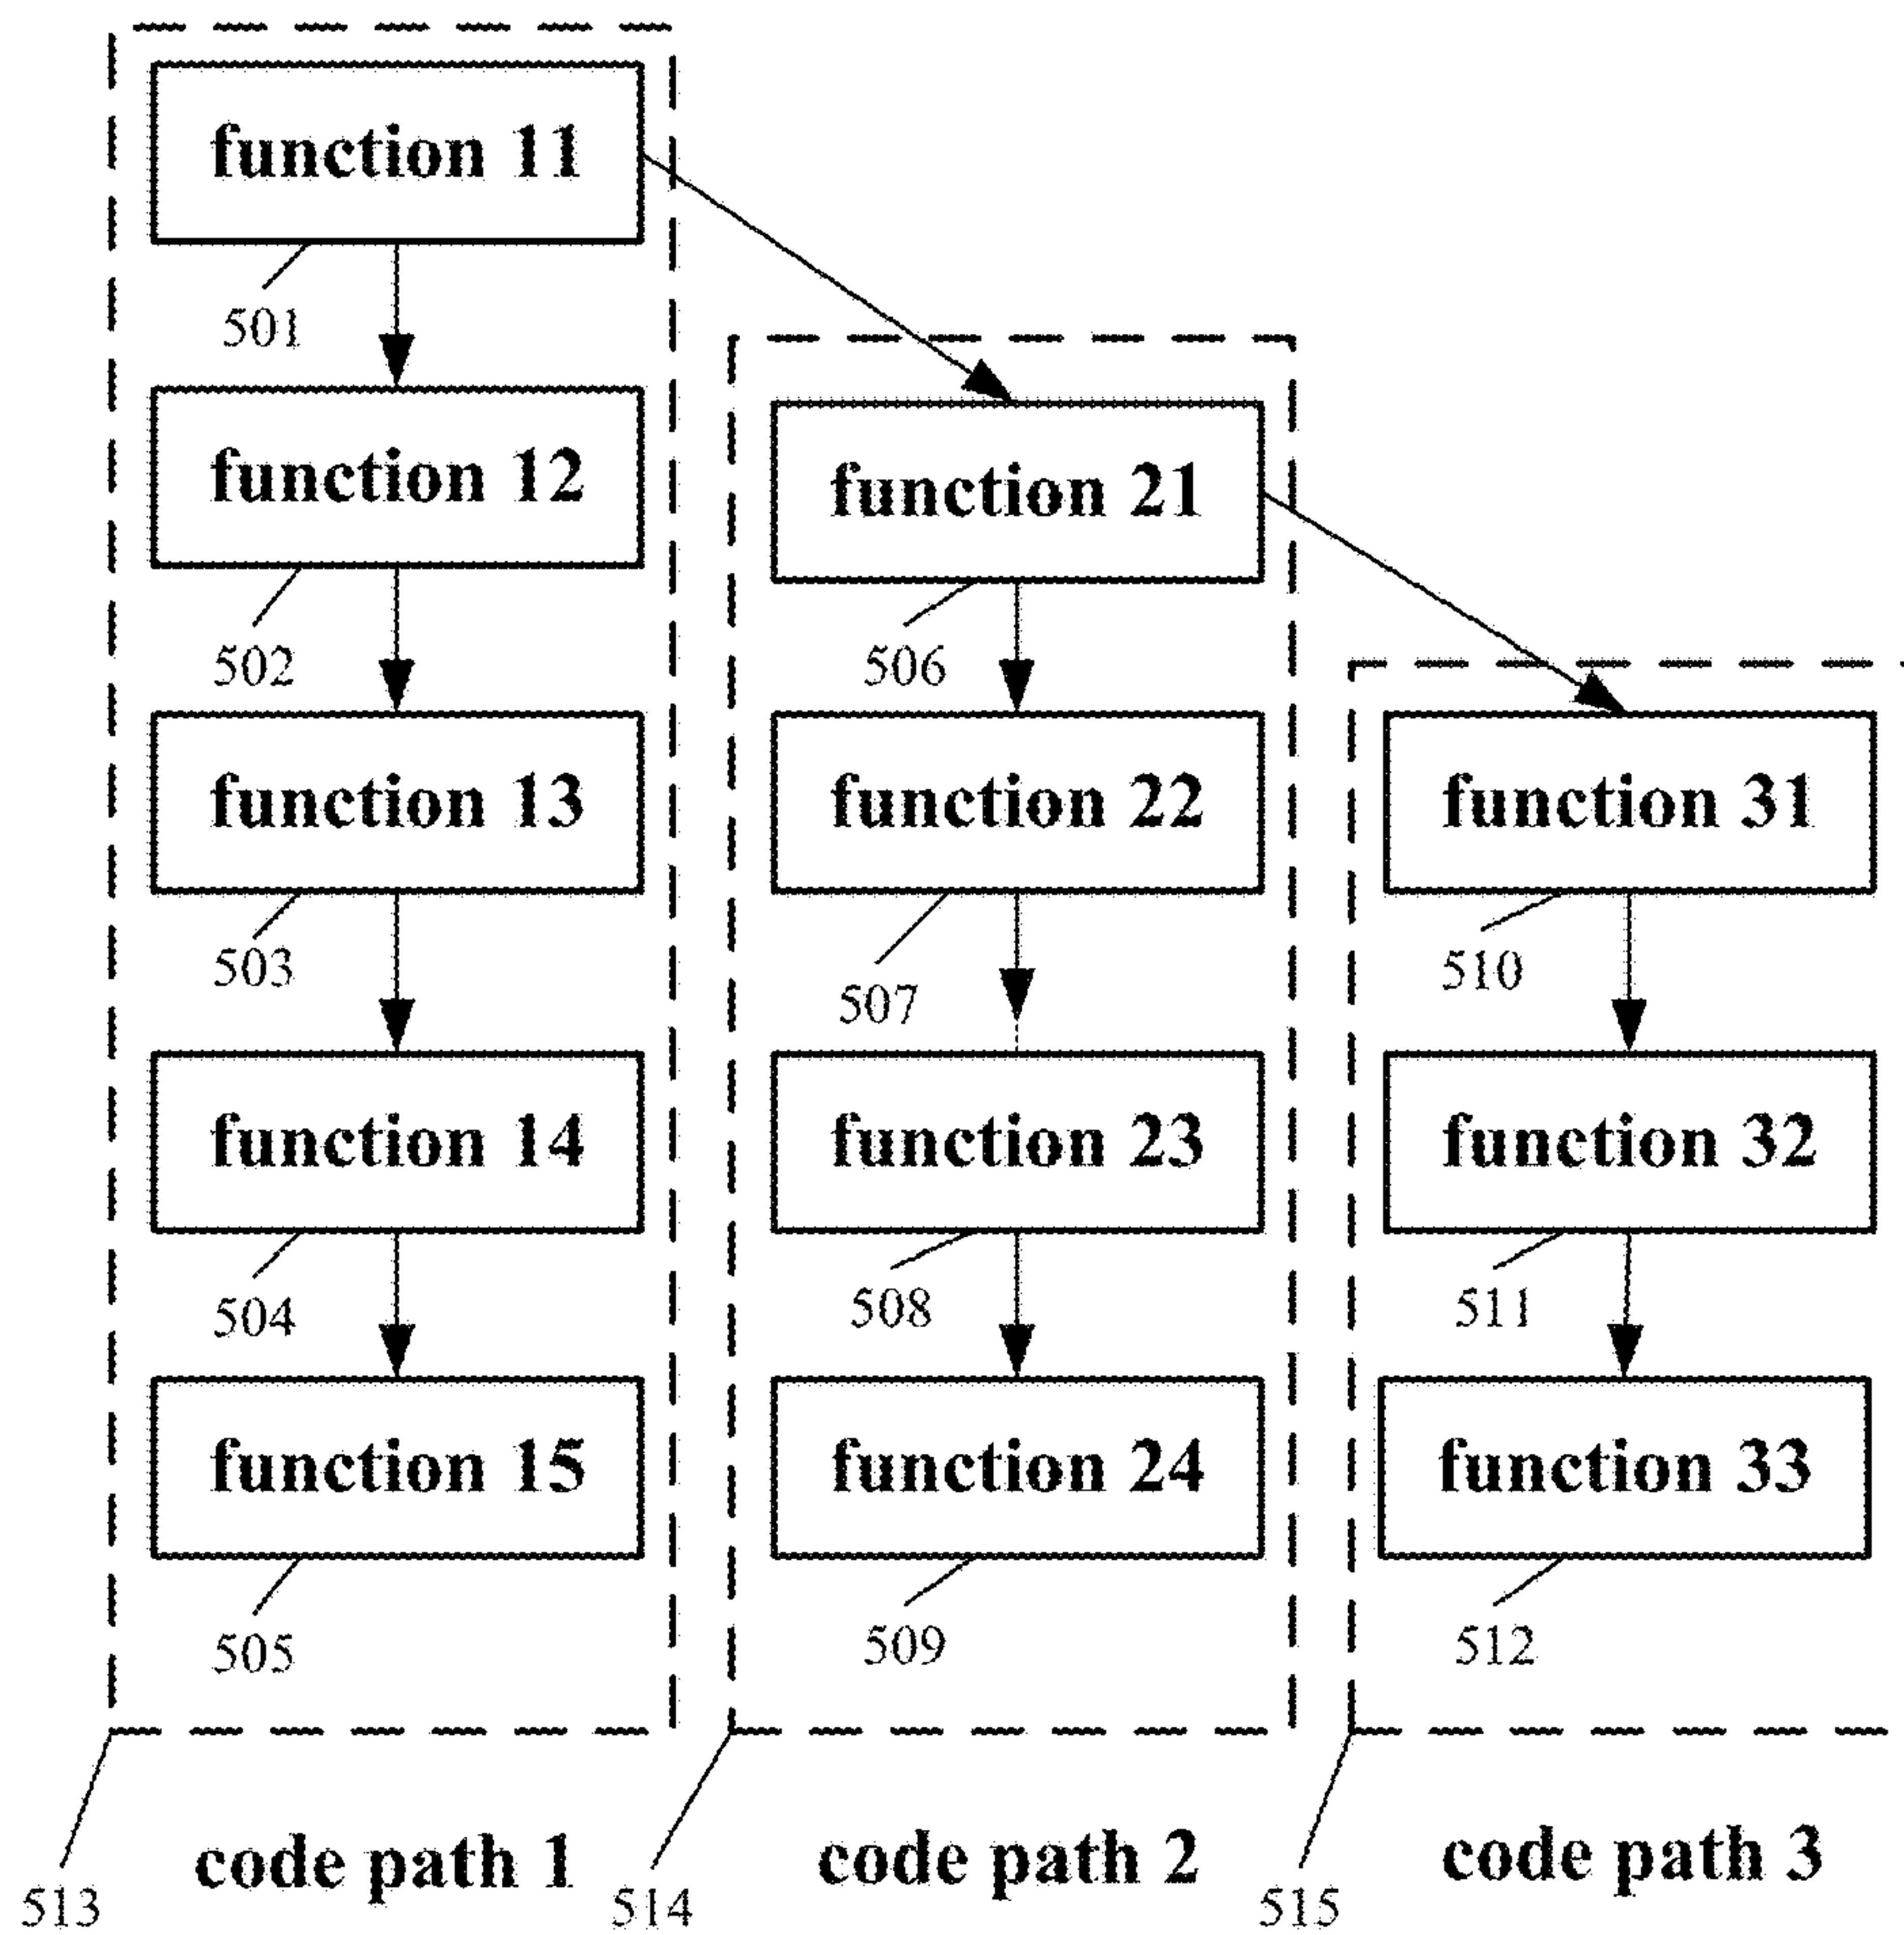 function 11
501
function 12
502
function 13
503
function 14
504
function 15
505
513
code path 1
function 21
506
function 22
507
function 23
508
function 24
509
514
code path 2
function 31
510
function 32
511
function 33
512
515
code path 3